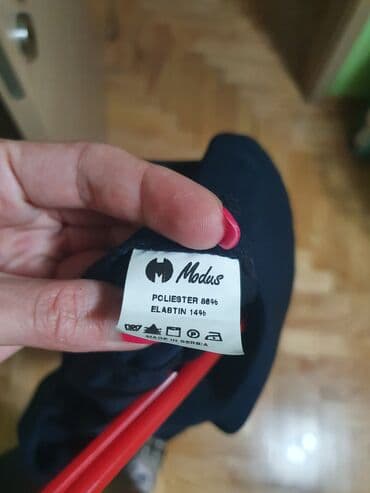 Modus
POLIESTER 86%
ELASTIN 14%
MADE IN SERBIA